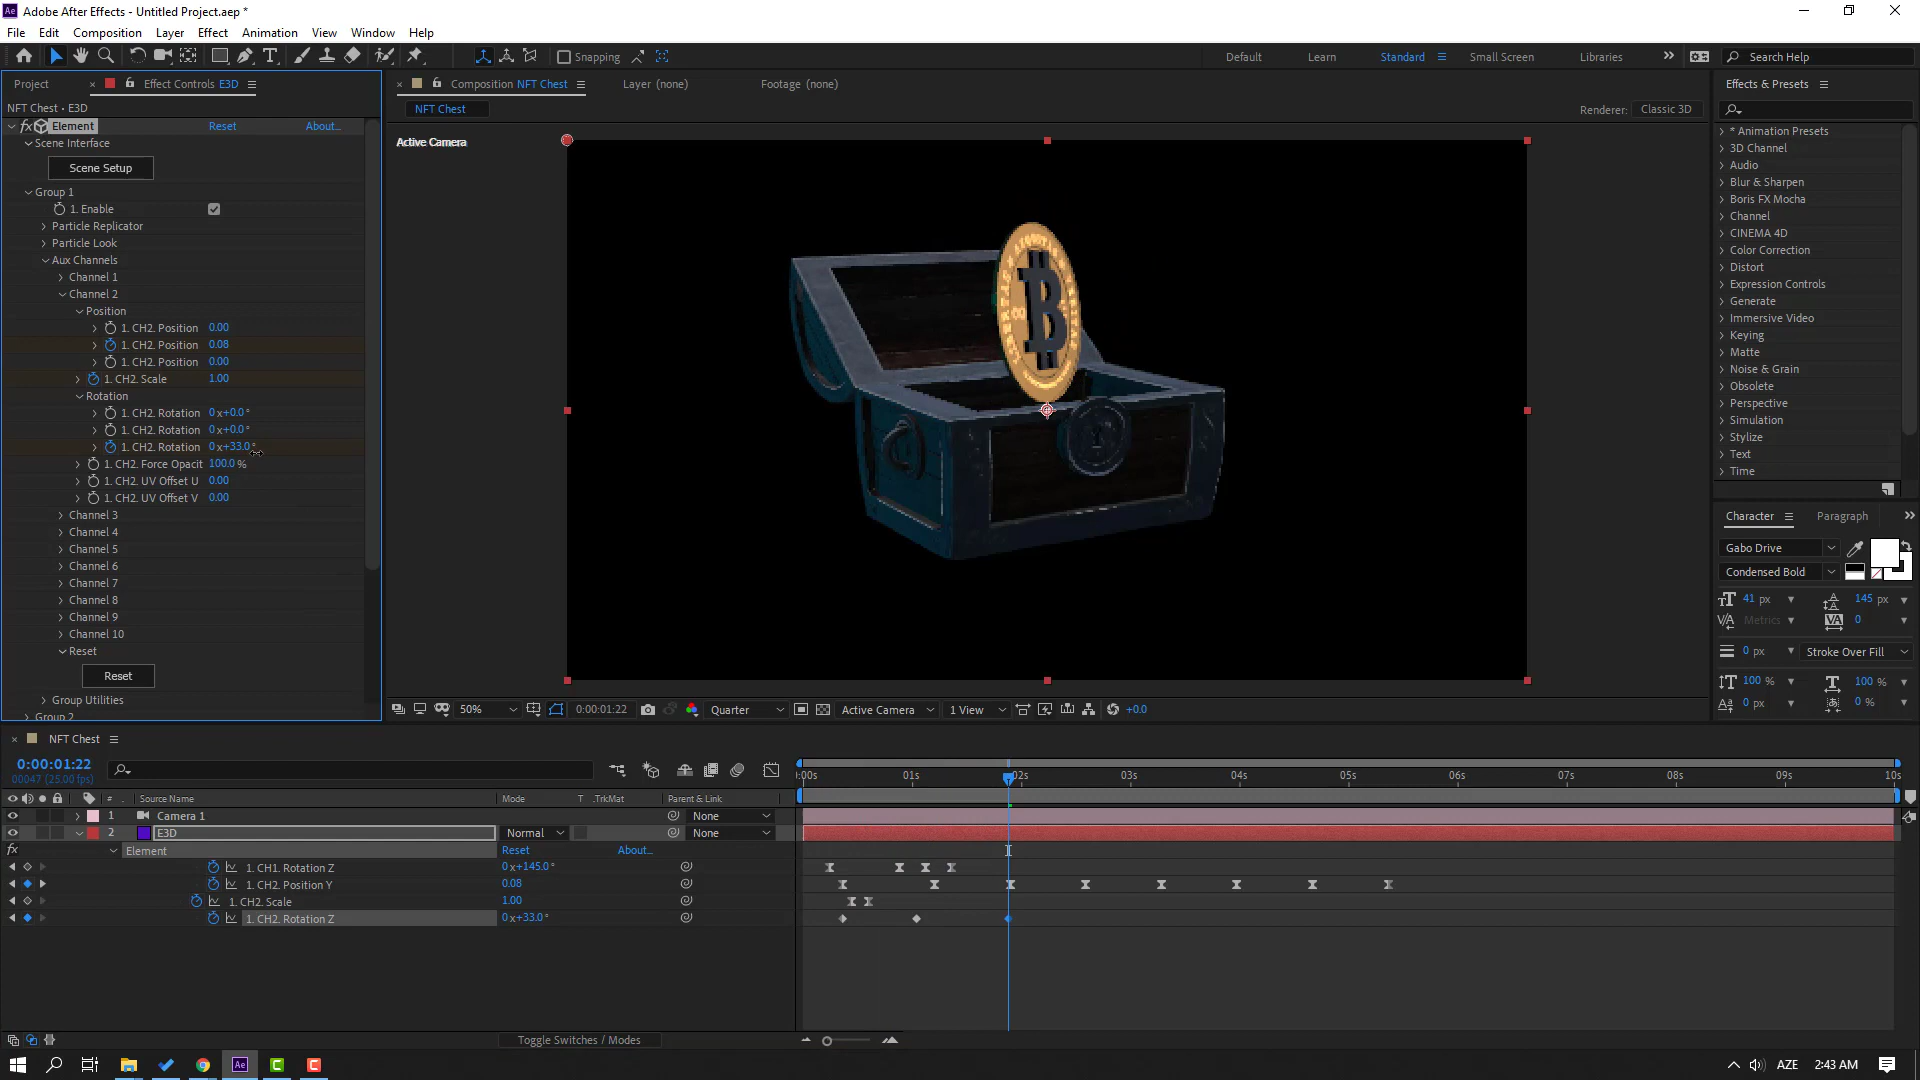 Adobe After Effects - Untitled Project.aep *
File Edit Composition Layer Effect Animation View Window Help
Snapping
Default Learn Standard Small Screen Libraries
Search Help
Project Effect Controls E3D
NFT Chest • E3D
fx Element Reset About...
Scene Interface
Scene Setup
Group 1
1. Enable
Particle Replicator
Particle Look
Aux Channels
Channel 1
Channel 2
Position
1. CH2. Position 0.00
1. CH2. Position 0.08
1. CH2. Position 0.00
1. CH2. Scale 1.00
Rotation
1. CH2. Rotation 0 x+0.0 °
1. CH2. Rotation 0 x+0.0 °
1. CH2. Rotation 0 x+33.0 °
1. CH2. Force Opacit 100.0 %
1. CH2. UV Offset U 0.00
1. CH2. UV Offset V 0.00
Channel 3
Channel 4
Channel 5
Channel 6
Channel 7
Channel 8
Channel 9
Channel 10
Reset
Reset
Group Utilities
Group 2
Composition NFT Chest Layer (none) Footage (none)
NFT Chest
Renderer: Classic 3D
Active Camera
50% 0:00:01:22 Quarter Active Camera 1 View +0.0
Effects & Presets
* Animation Presets
3D Channel
Audio
Blur & Sharpen
Boris FX Mocha
Channel
CINEMA 4D
Color Correction
Distort
Expression Controls
Generate
Immersive Video
Keying
Matte
Noise & Grain
Obsolete
Perspective
Simulation
Stylize
Text
Time
Character Paragraph
Gabo Drive
Condensed Bold
41 px 145 px
Metrics 0
0 px Stroke Over Fill
100 % 100 %
0 px 0 %
NFT Chest
0:00:01:22
00047 (25.00 fps)
:00s 01s 02s 03s 04s 05s 06s 07s 08s 09s 10s
# Source Name Mode T .TrkMat Parent & Link
1 Camera 1 None
2 E3D Normal None
fx Element Reset About...
1. CH1. Rotation Z 0 x+145.0 °
1. CH2. Position Y 0.08
1. CH2. Scale 1.00
1. CH2. Rotation Z 0 x+33.0 °
Toggle Switches / Modes
Ae AZE 2:43 AM